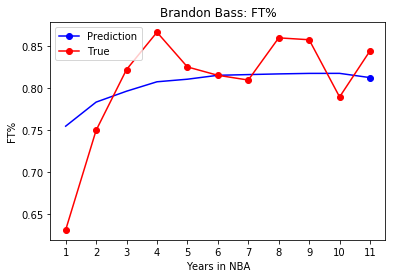 Brandon Bass: FT%
Prediction
True
FT%
0.85
0.80
0.75
0.70
0.65
1 2 3 4 5 6 7 8 9 10 11
Years in NBA